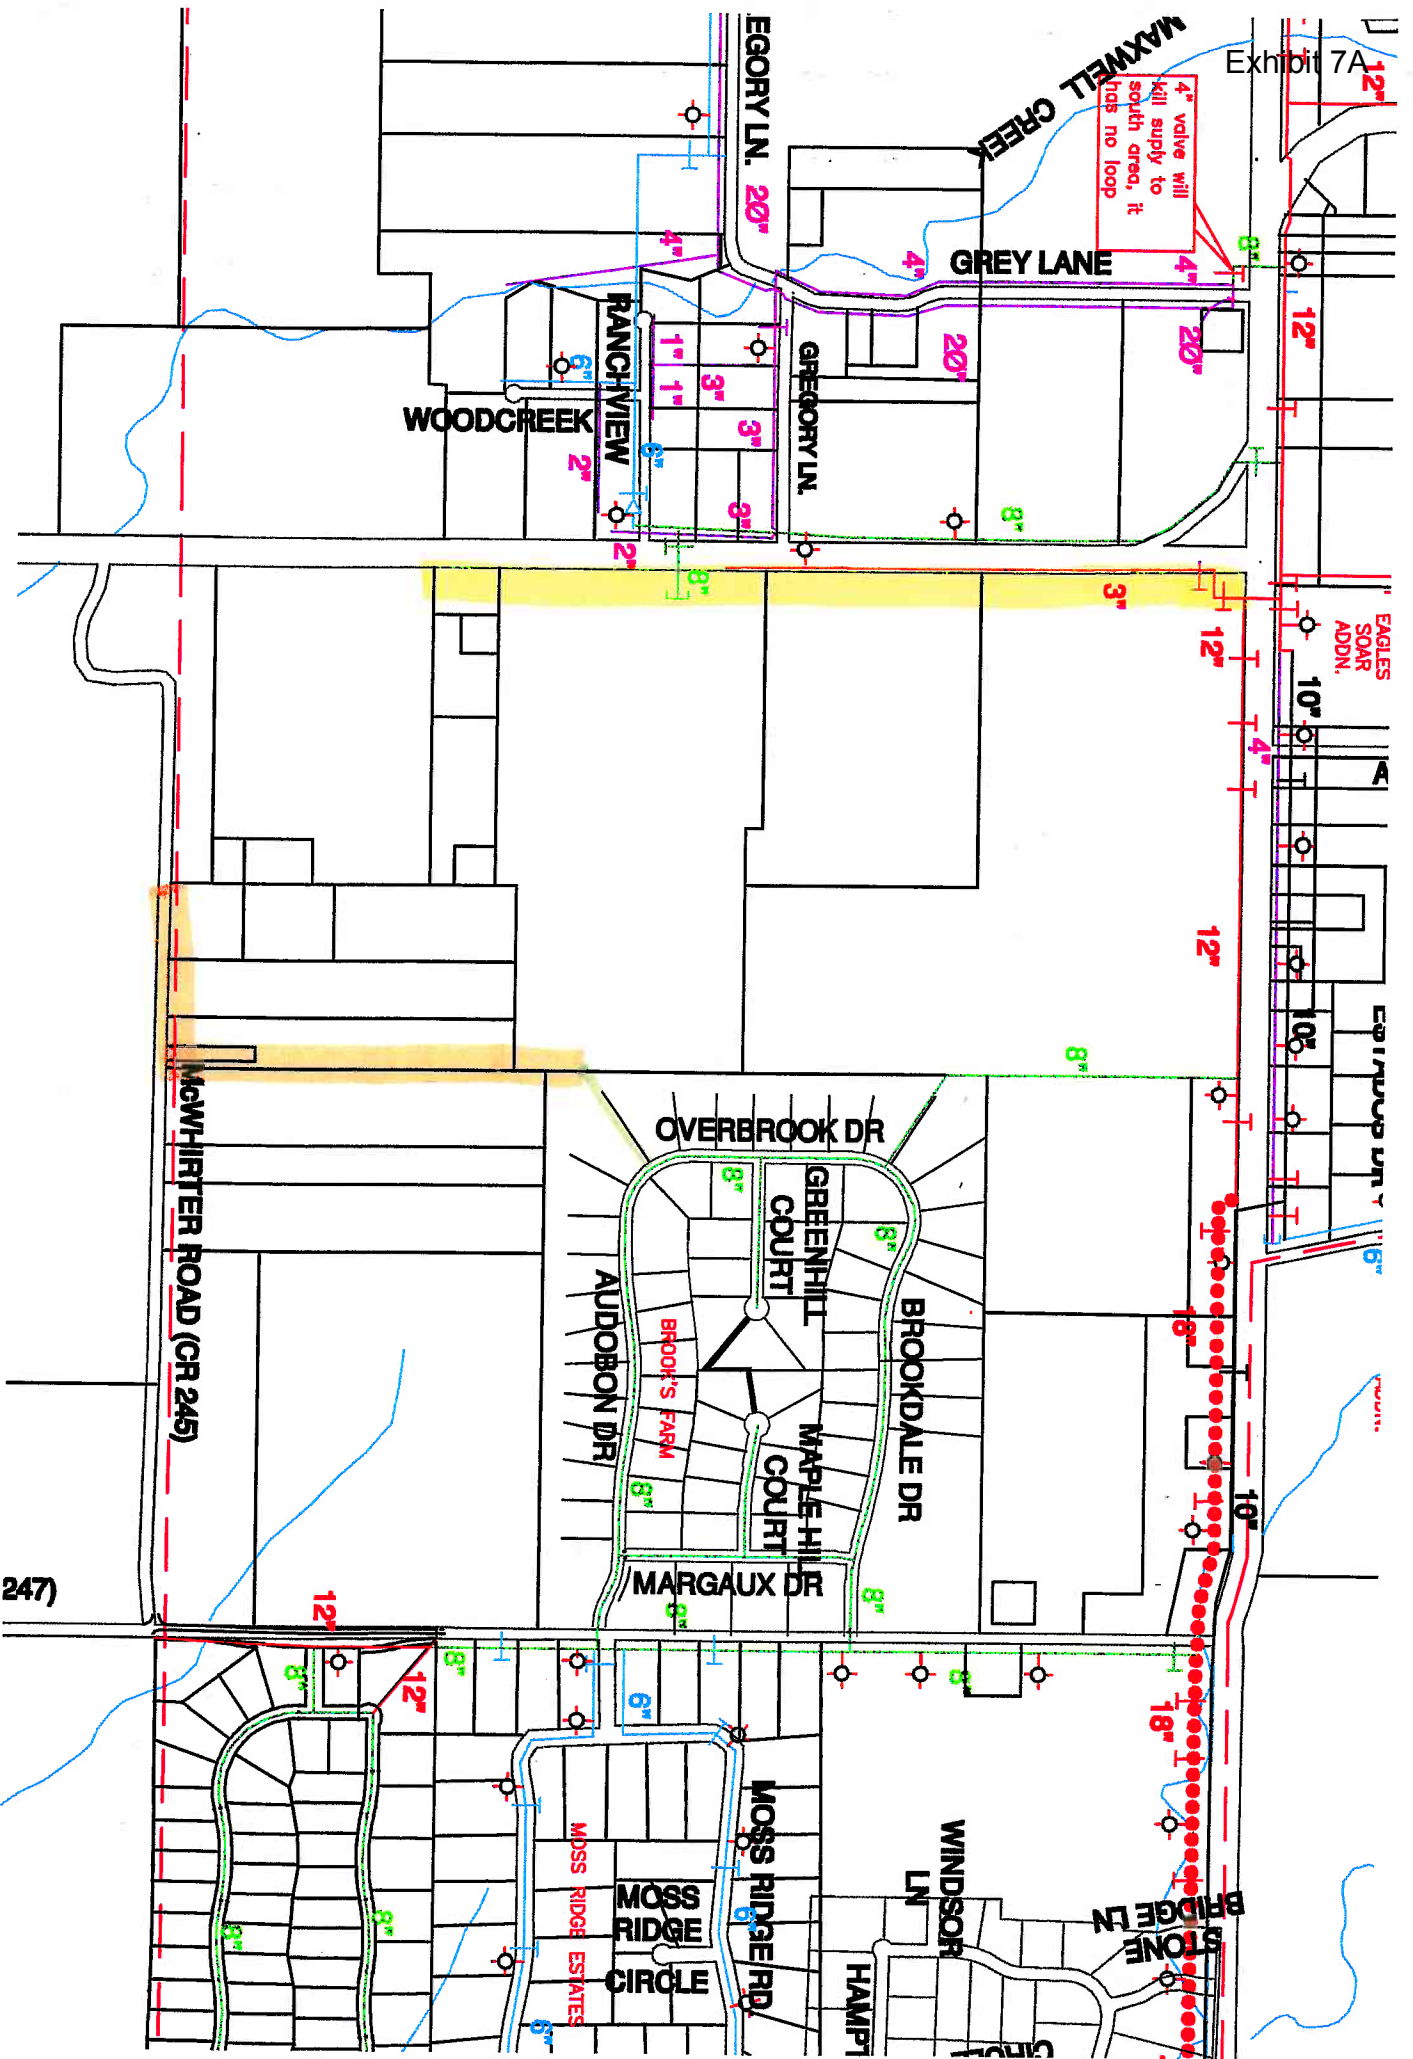 Exhibit 7A
12"
MAXWELL CREEK
4" valve will
kill suply to
south area, it
has no loop
EGORY LN.
20"
4"
4"
GREY LANE
4"
8"
12"
20"
20"
RANCHVIEW
1"
1"
3"
3"
3"
GREGORY LN.
6"
WOODCREEK
2"
6"
8"
2"
8"
3"
12"
EAGLES
SOAR
ADDN.
10"
4"
A
12"
10"
8"
McWHIRTER ROAD (CR 245)
OVERBROOK DR
8"
GREENHILL
COURT
8"
6"
AUDOBON DR
BROOK'S FARM
BROOKDALE DR
18"
MAPLE HILL
COURT
8"
10"
MARGAUX DR
8"
8"
247)
12"
8"
12"
8"
6"
8"
18"
MOSS RIDGE RD
MOSS RIDGE ESTATES
MOSS
RIDGE
CIRCLE
WINDSOR
LN
STONE
BRIDGE LN
8"
8"
6"
6"
HAMPT